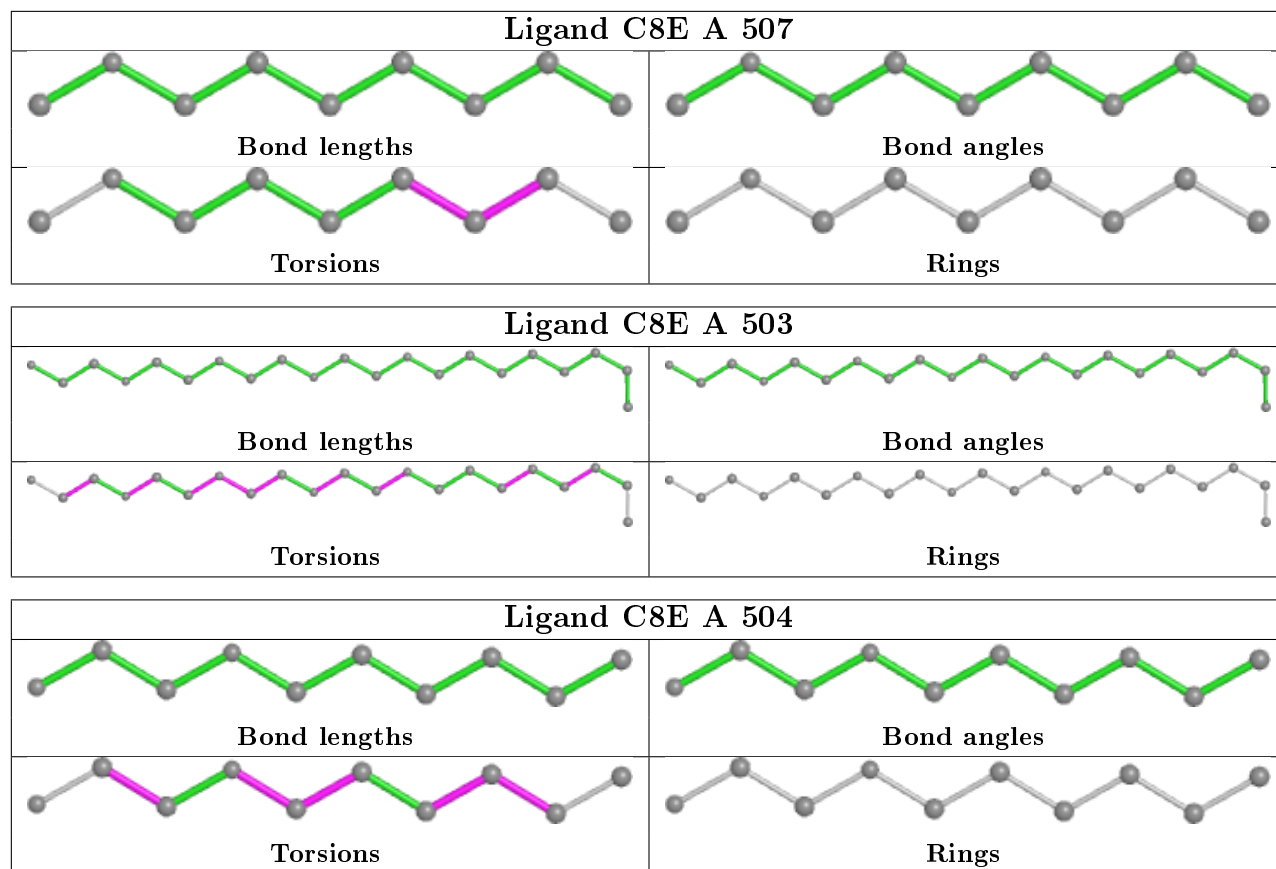 Ligand C8E A 507
Bond lengths
Bond angles
Torsions
Rings
Ligand C8E A 503
Bond lengths
Bond angles
Torsions
Rings
Ligand C8E A 504
Bond lengths
Bond angles
Torsions
Rings